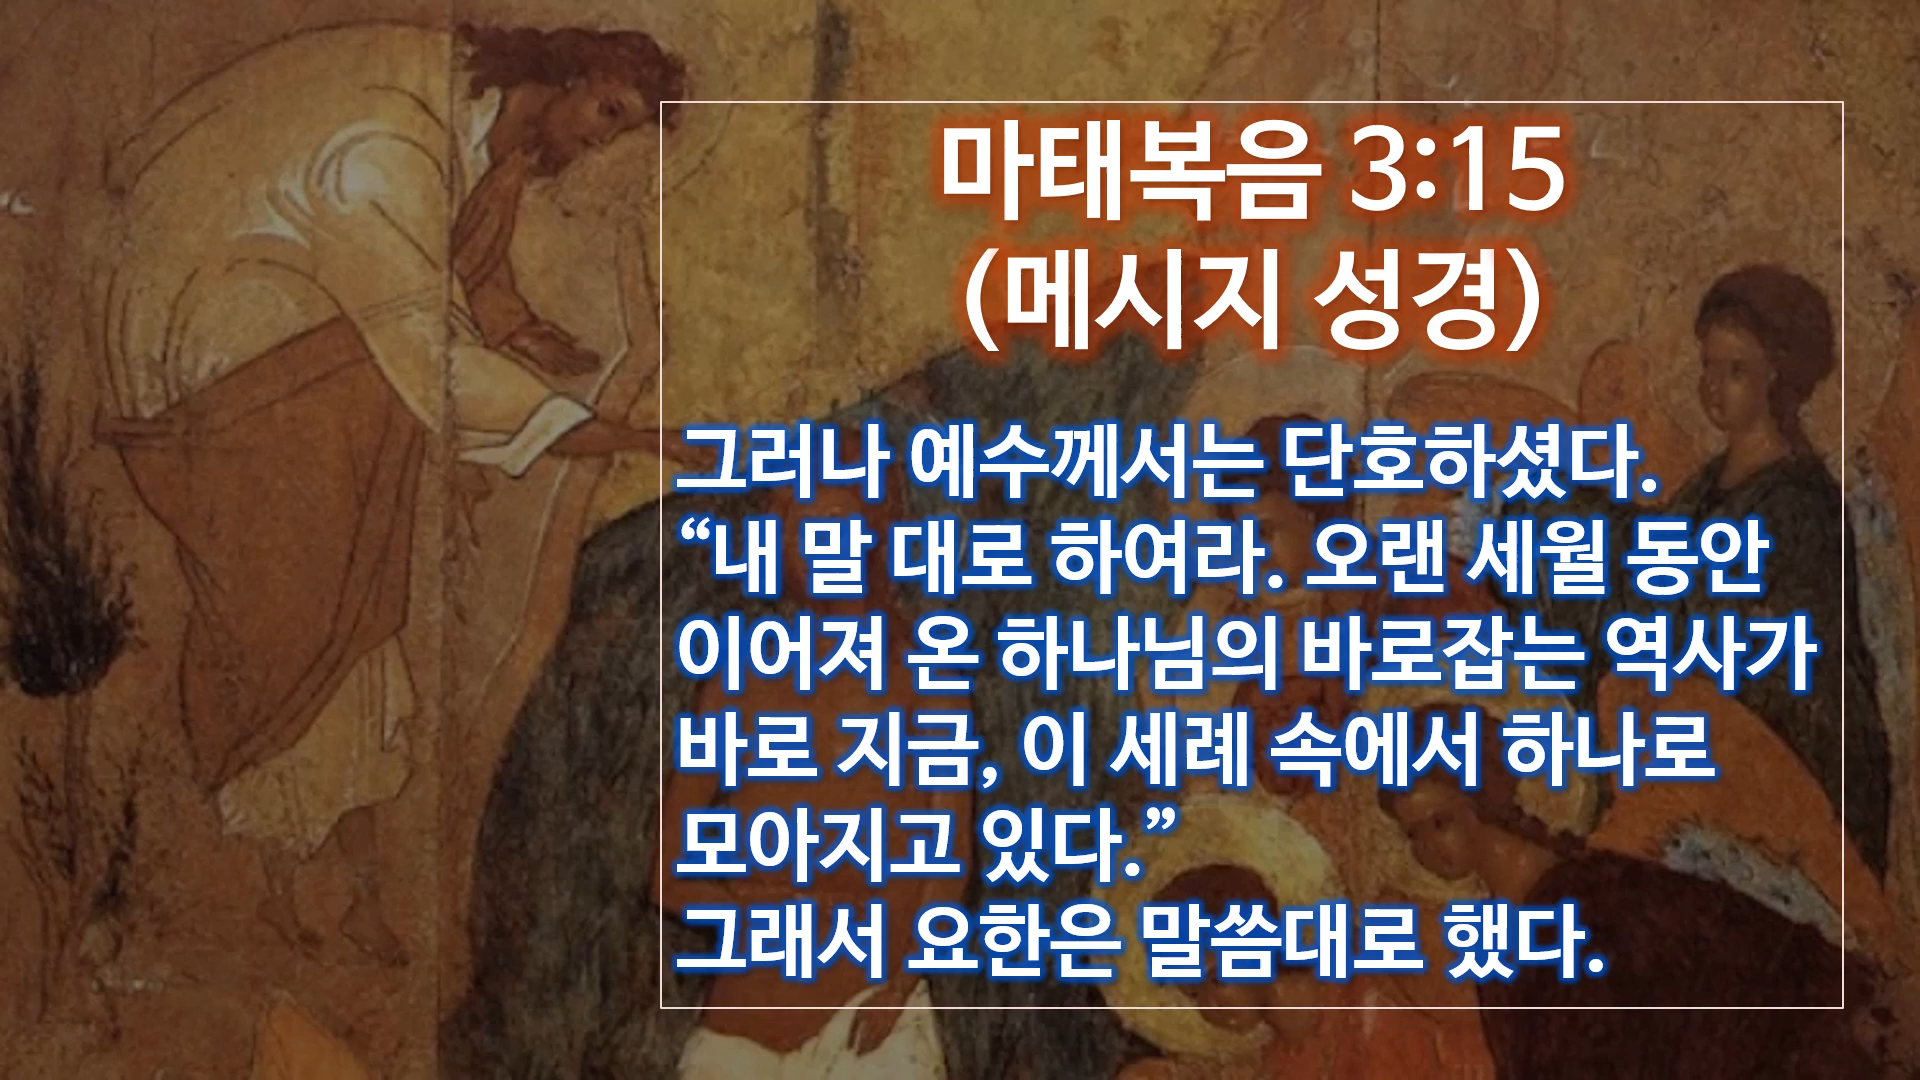 마태복음 3:15
(메시지 성경)
그러나 예수께서는 단호하셨다.
“내 말 대로 하여라. 오랜 세월 동안
이어져 온 하나님의 바로잡는 역사가
바로 지금, 이 세례 속에서 하나로
모아지고 있다.”
그래서 요한은 말씀대로 했다.